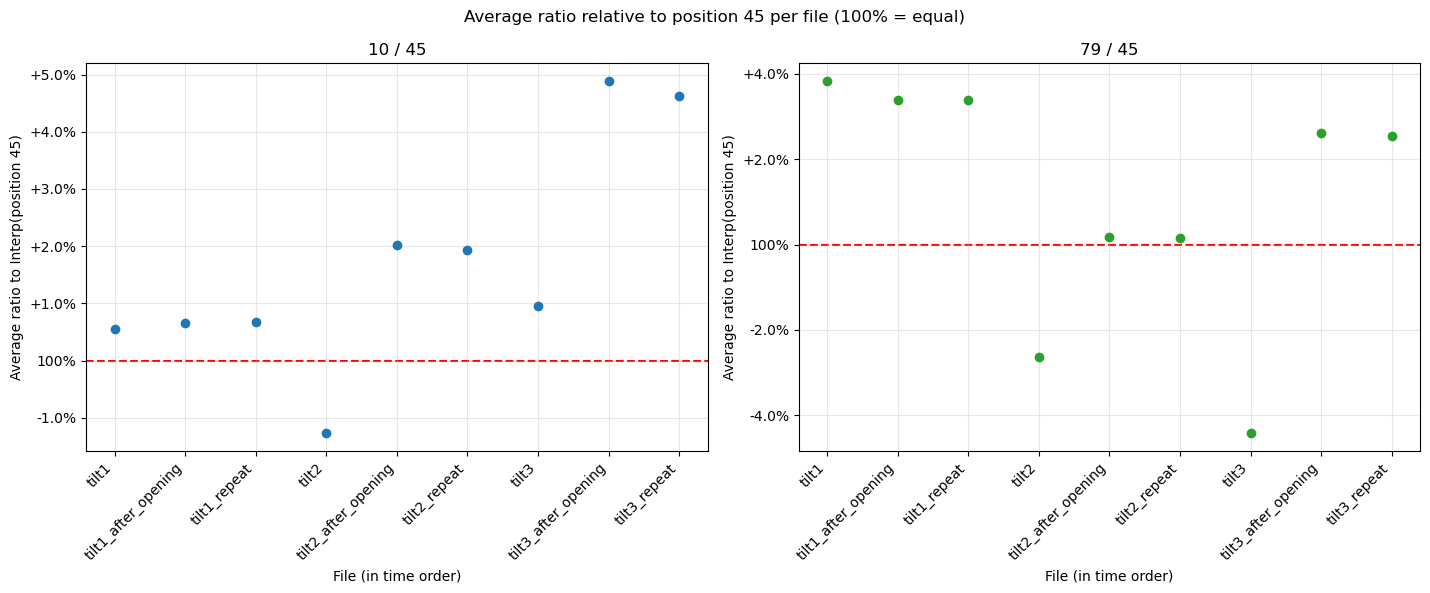 Average ratio relative to position 45 per file (100% = equal)
10 / 45
Average ratio to Interp(position 45)
+5.0%
+4.0%
+3.0%
+2.0%
+1.0%
100%
-1.0%
tilt1
tilt1_after_opening
tilt1_repeat
tilt2
tilt2_after_opening
tilt2_repeat
tilt3
tilt3_after_opening
tilt3_repeat
File (in time order)
79 / 45
Average ratio to Interp(position 45)
+4.0%
+2.0%
100%
-2.0%
-4.0%
tilt1
tilt1_after_opening
tilt1_repeat
tilt2
tilt2_after_opening
tilt2_repeat
tilt3
tilt3_after_opening
tilt3_repeat
File (in time order)